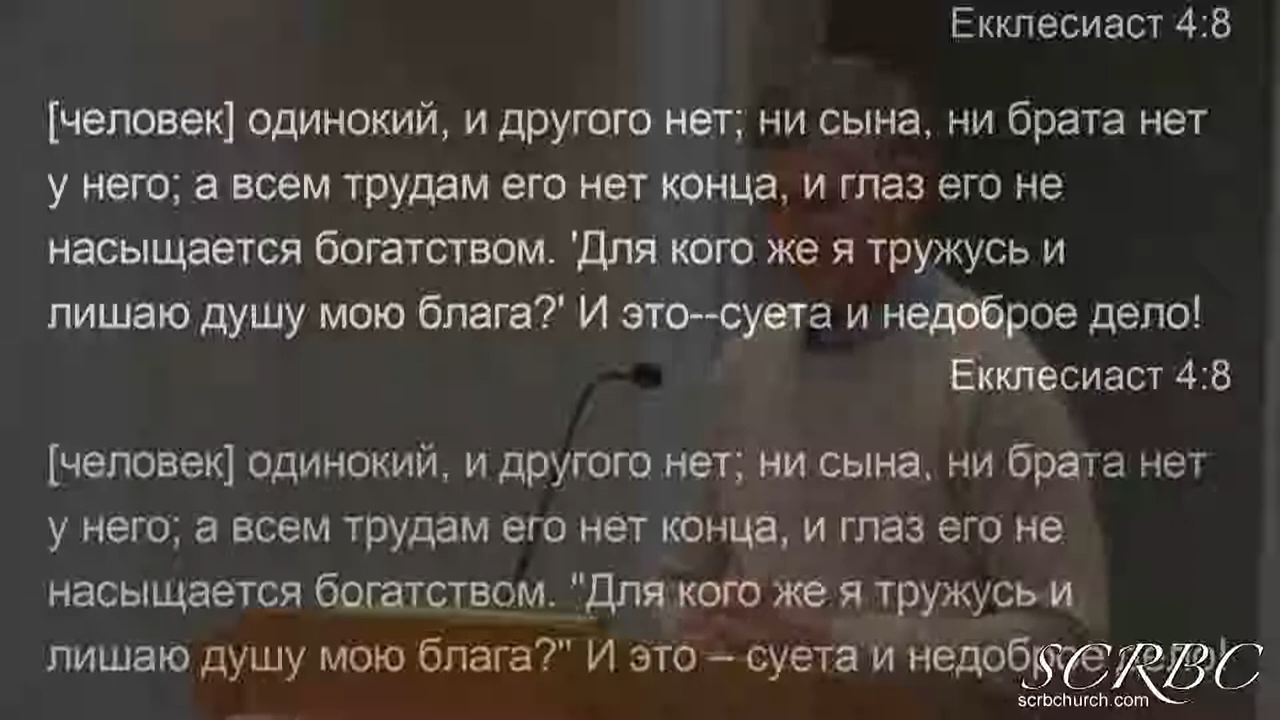 Екклесиаст 4:8
[человек] одинокий, и другого нет; ни сына, ни брата нет
у него; а всем трудам его нет конца, и глаз его не
насыщается богатством. 'Для кого же я тружусь и
лишаю душу мою блага?' И это--суета и недоброе дело!
Екклесиаст 4:8
[человек] одинокий, и другого нет; ни сына, ни брата нет
у него; а всем трудам его нет конца, и глаз его не
насыщается богатством. "Для кого же я тружусь и
лишаю душу мою блага?" И это – суета и недоброе дело!
SCRBC
scrbchurch.com